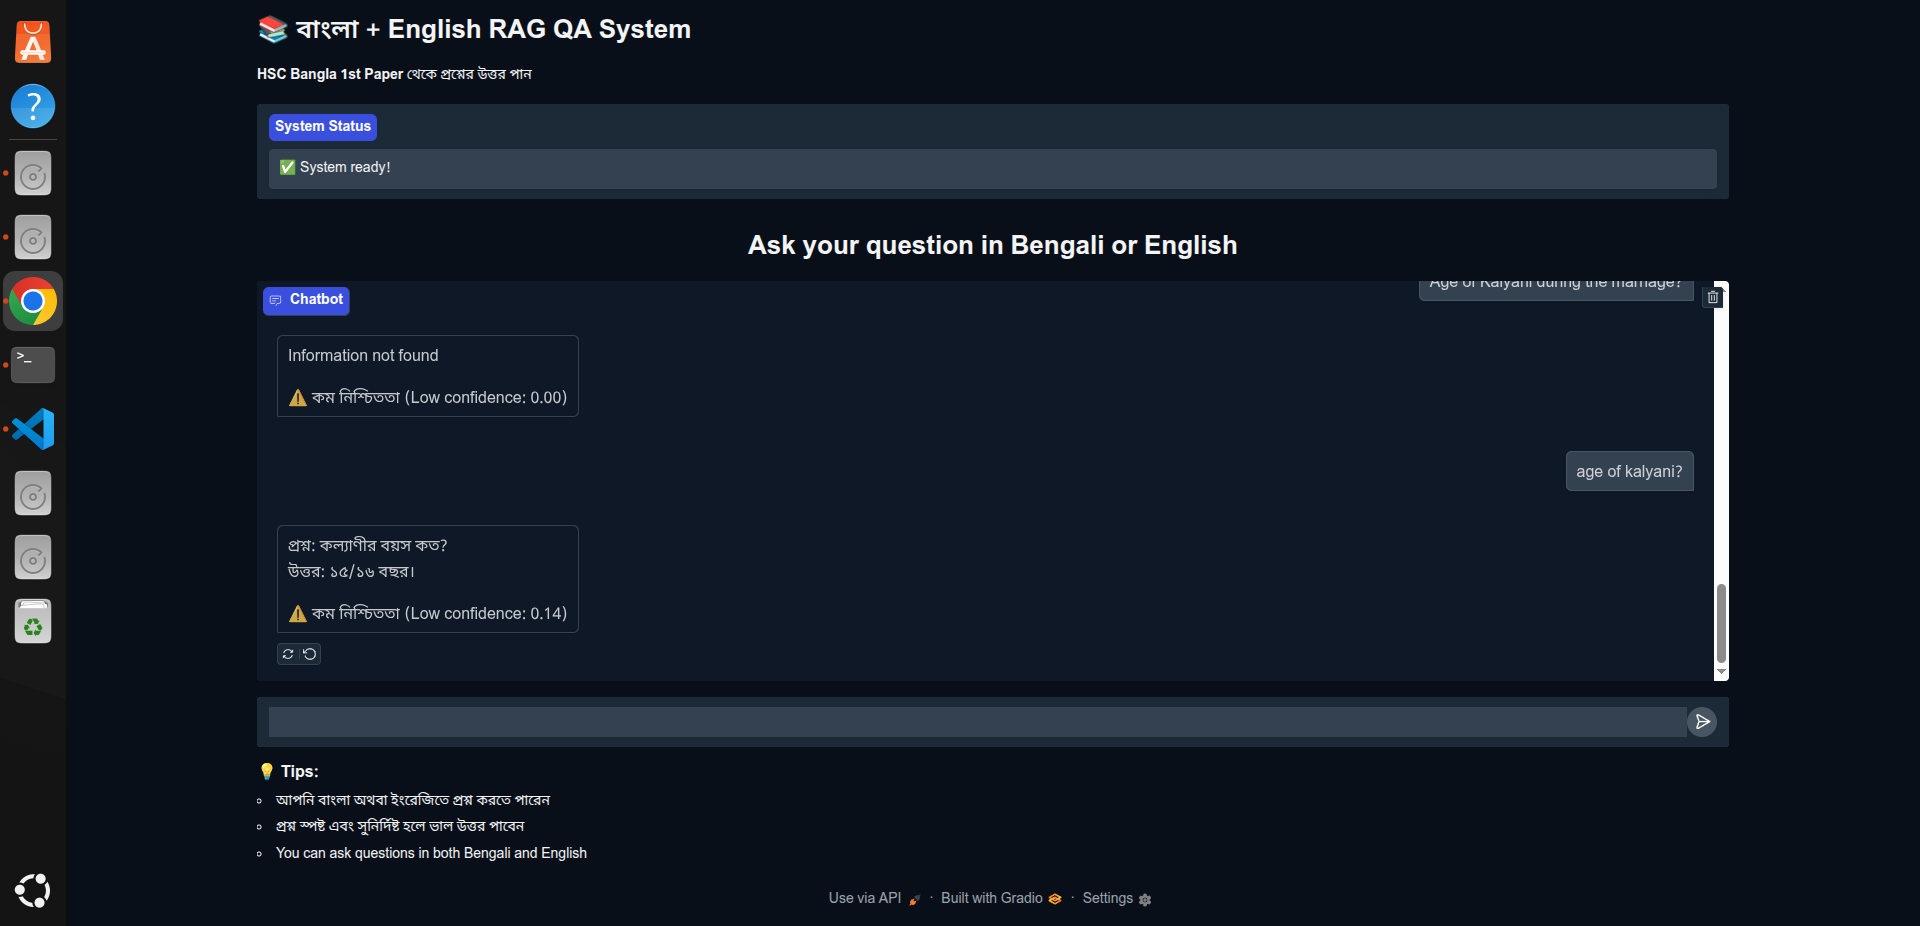 📚 বাংলা + English RAG QA System
HSC Bangla 1st Paper থেকে প্রশ্নের উত্তর পান
System Status
✅ System ready!
Ask your question in Bengali or English
Chatbot
Age of Kalyani during the marriage?
Information not found
⚠️ কম নিশ্চিততা (Low confidence: 0.00)
age of kalyani?
প্রশ্ন: কল্যাণীর বয়স কত?
উত্তর: ১৫/১৬ বছর।
⚠️ কম নিশ্চিততা (Low confidence: 0.14)
💡 Tips:
আপনি বাংলা অথবা ইংরেজিতে প্রশ্ন করতে পারেন
প্রশ্ন স্পষ্ট এবং সুনির্দিষ্ট হলে ভাল উত্তর পাবেন
You can ask questions in both Bengali and English
Use via API · Built with Gradio · Settings